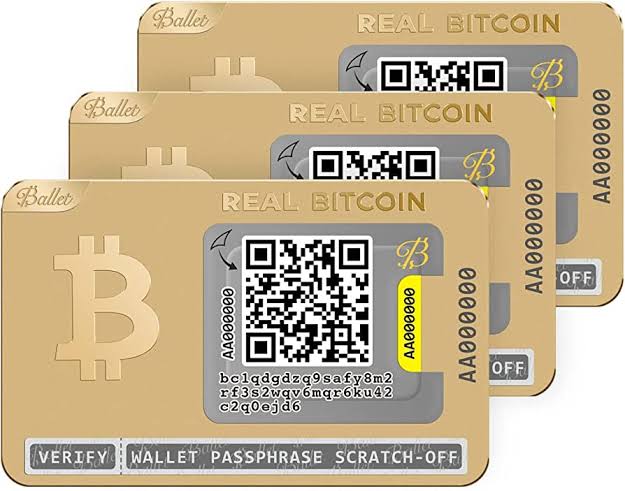 Ballet
REAL BITCOIN
AA000000
Ballet
REAL BITCOIN
AA000000
OFF
Ballet
REAL BITCOIN
AA000000
AA000000
AA000000
bc1qdgdzq9safy8m2
rf3s2wqv6mqr6ku42
c2q0ejd6
OFF
VERIFY
WALLET PASSPHRASE SCRATCH-OFF